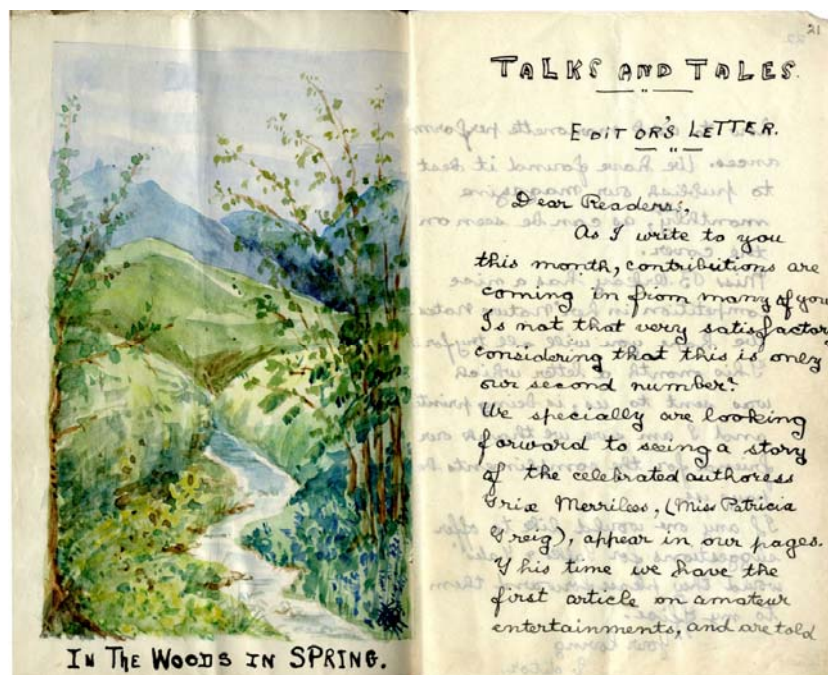 IN THE WOODS IN SPRING.
21
TALKS AND TALES.
EDITOR'S LETTER.
Dear Readers,
As I write to you
this month, contributions are
coming in from many of you
Is not that very satisfactory
considering that this is only
our second number?
We specially are looking
forward to seeing a story
of the celebrated authoress
Trix Merrilees, (Miss Patricia
Greig), appear in our pages.
This time we have the
first article on amateur
entertainments, and are told